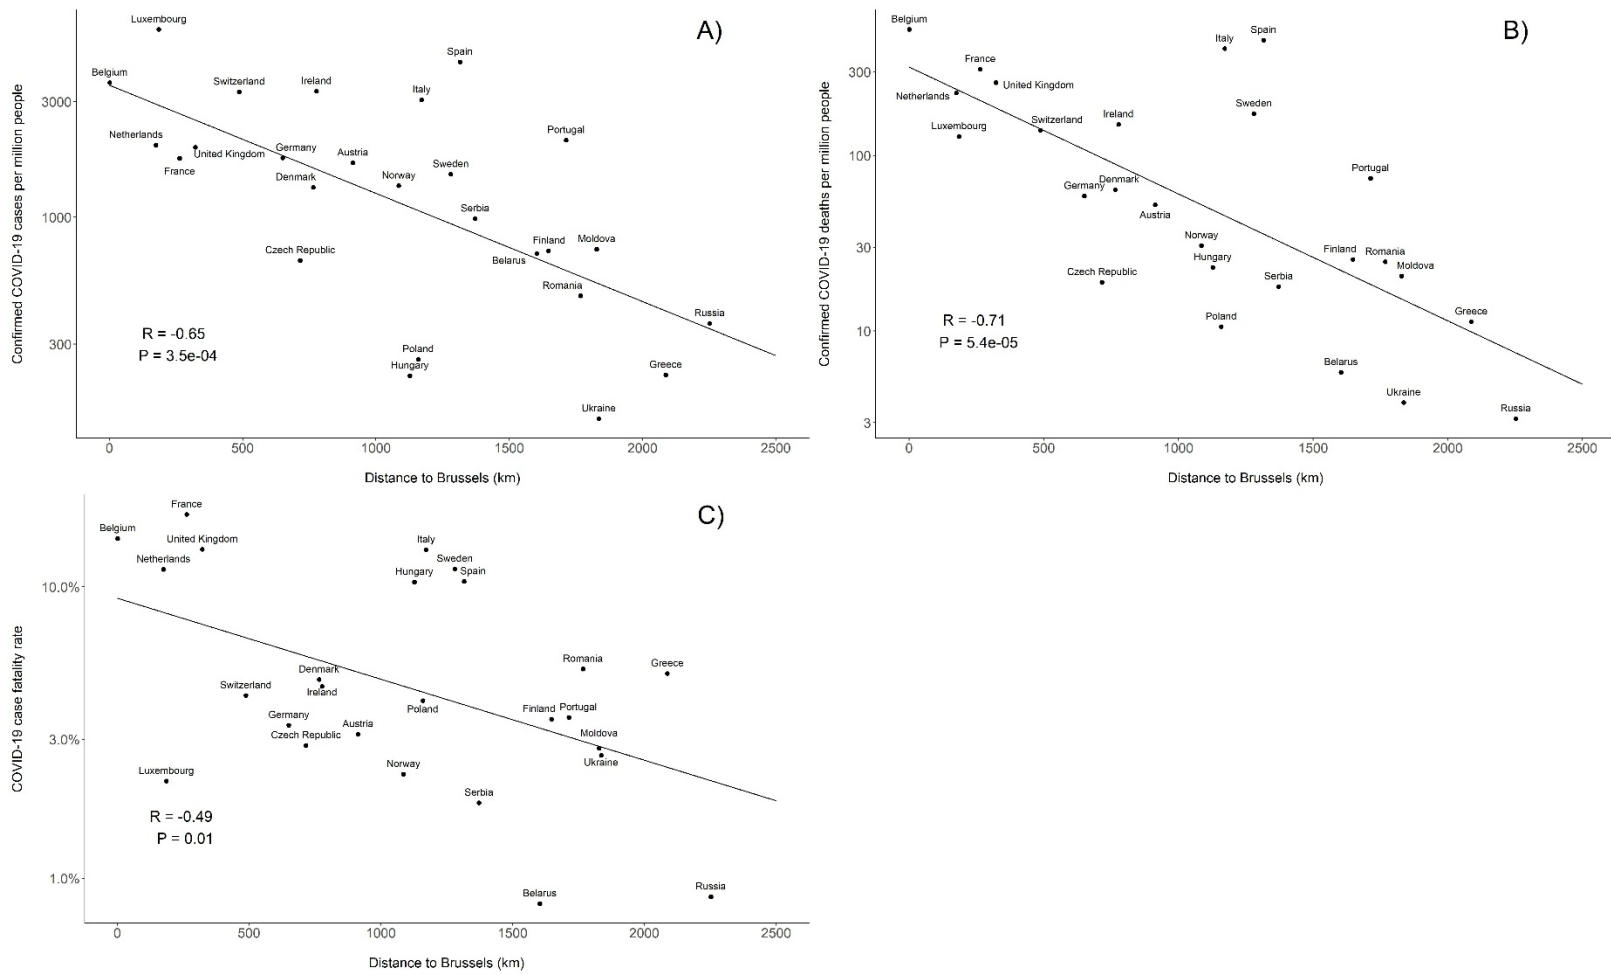 A)
Confirmed COVID-19 cases per million people
3000
1000
300
Luxembourg
Belgium
Switzerland
Ireland
Spain
Italy
Netherlands
France
United Kingdom
Germany
Denmark
Austria
Norway
Sweden
Portugal
Serbia
Czech Republic
Finland
Moldova
Belarus
Romania
Russia
Poland
Hungary
Greece
Ukraine
R = -0.65
P = 3.5e-04
0
500
1000
1500
2000
2500
Distance to Brussels (km)
B)
Confirmed COVID-19 deaths per million people
300
100
30
10
3
Belgium
Italy
Spain
France
United Kingdom
Netherlands
Luxembourg
Switzerland
Ireland
Sweden
Germany
Denmark
Austria
Portugal
Norway
Hungary
Czech Republic
Serbia
Finland
Romania
Moldova
Poland
Greece
Belarus
Ukraine
Russia
R = -0.71
P = 5.4e-05
0
500
1000
1500
2000
2500
Distance to Brussels (km)
C)
COVID-19 case fatality rate
10.0%
3.0%
1.0%
France
Belgium
United Kingdom
Netherlands
Italy
Sweden
Hungary
Spain
Denmark
Ireland
Switzerland
Romania
Greece
Poland
Germany
Austria
Czech Republic
Finland
Portugal
Moldova
Ukraine
Luxembourg
Norway
Serbia
Belarus
Russia
R = -0.49
P = 0.01
0
500
1000
1500
2000
2500
Distance to Brussels (km)